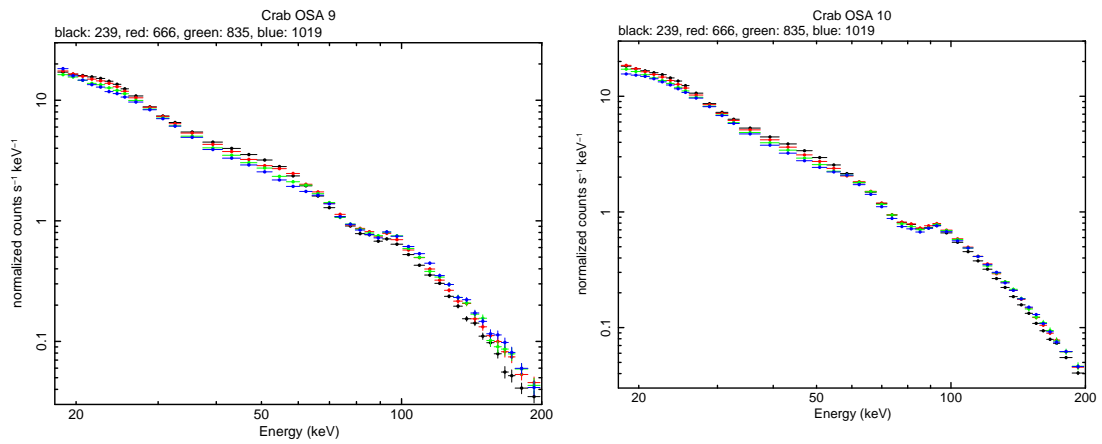 Crab OSA 9
black: 239, red: 666, green: 835, blue: 1019
normalized counts s⁻¹ keV⁻¹
10
1
0.1
20
50
100
200
Energy (keV)
Crab OSA 10
black: 239, red: 666, green: 835, blue: 1019
normalized counts s⁻¹ keV⁻¹
10
1
0.1
20
50
100
200
Energy (keV)